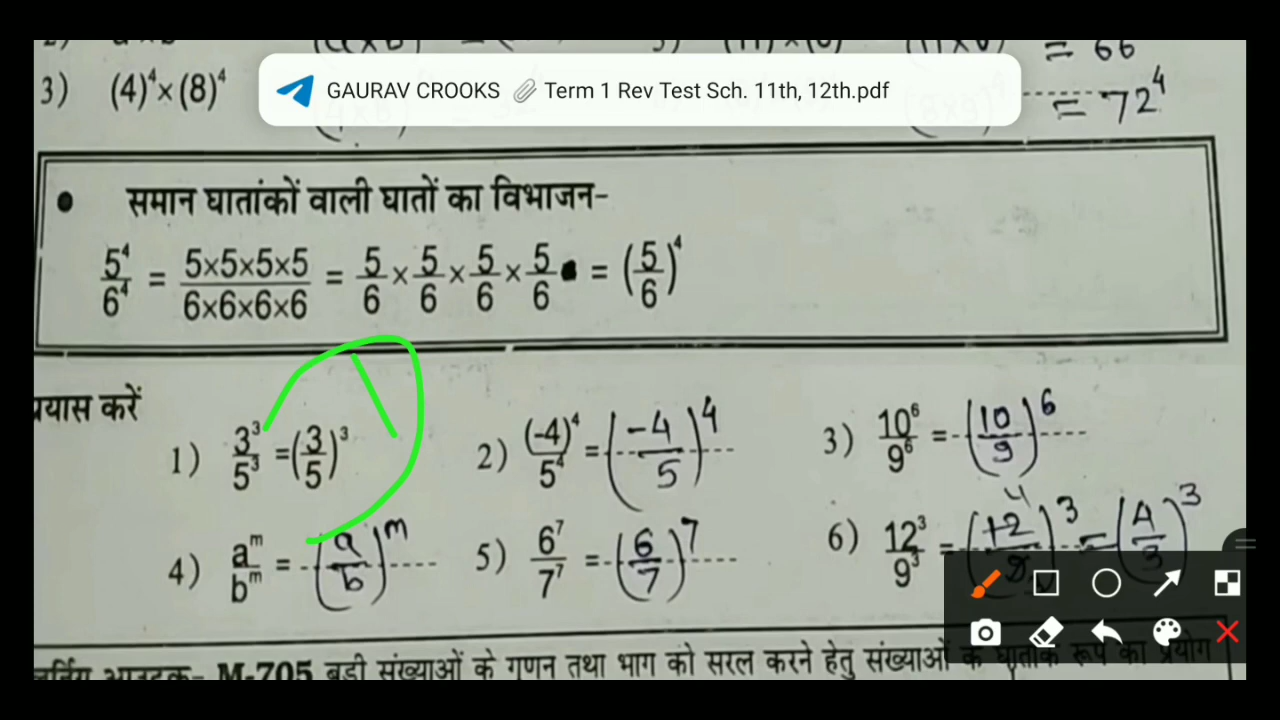 = 66
3) (4)⁴×(8)⁴
GAURAV CROOKS Term 1 Rev Test Sch. 11th, 12th.pdf
= 72⁴
• समान घातांकों वाली घातों का विभाजन-
5⁴/6⁴ = 5×5×5×5/6×6×6×6 = 5/6 × 5/6 × 5/6 × 5/6 = (5/6)⁴
प्रयास करें
1) 3³/5³ = (3/5)³ 2) (-4)⁴/5⁴ = (-4/5)⁴ 3) 10⁶/9⁶ = (10/9)⁶
4) aᵐ/bᵐ = (a/b)ᵐ 5) 6⁷/7⁷ = (6/7)⁷ 6) 12³/9³ = (12/9)³ = (4/3)³
M-705 बड़ी संख्याओं के गुणन तथा भाग को सरल करने हेतु संख्याओं के घातांक रूप का प्रयोग